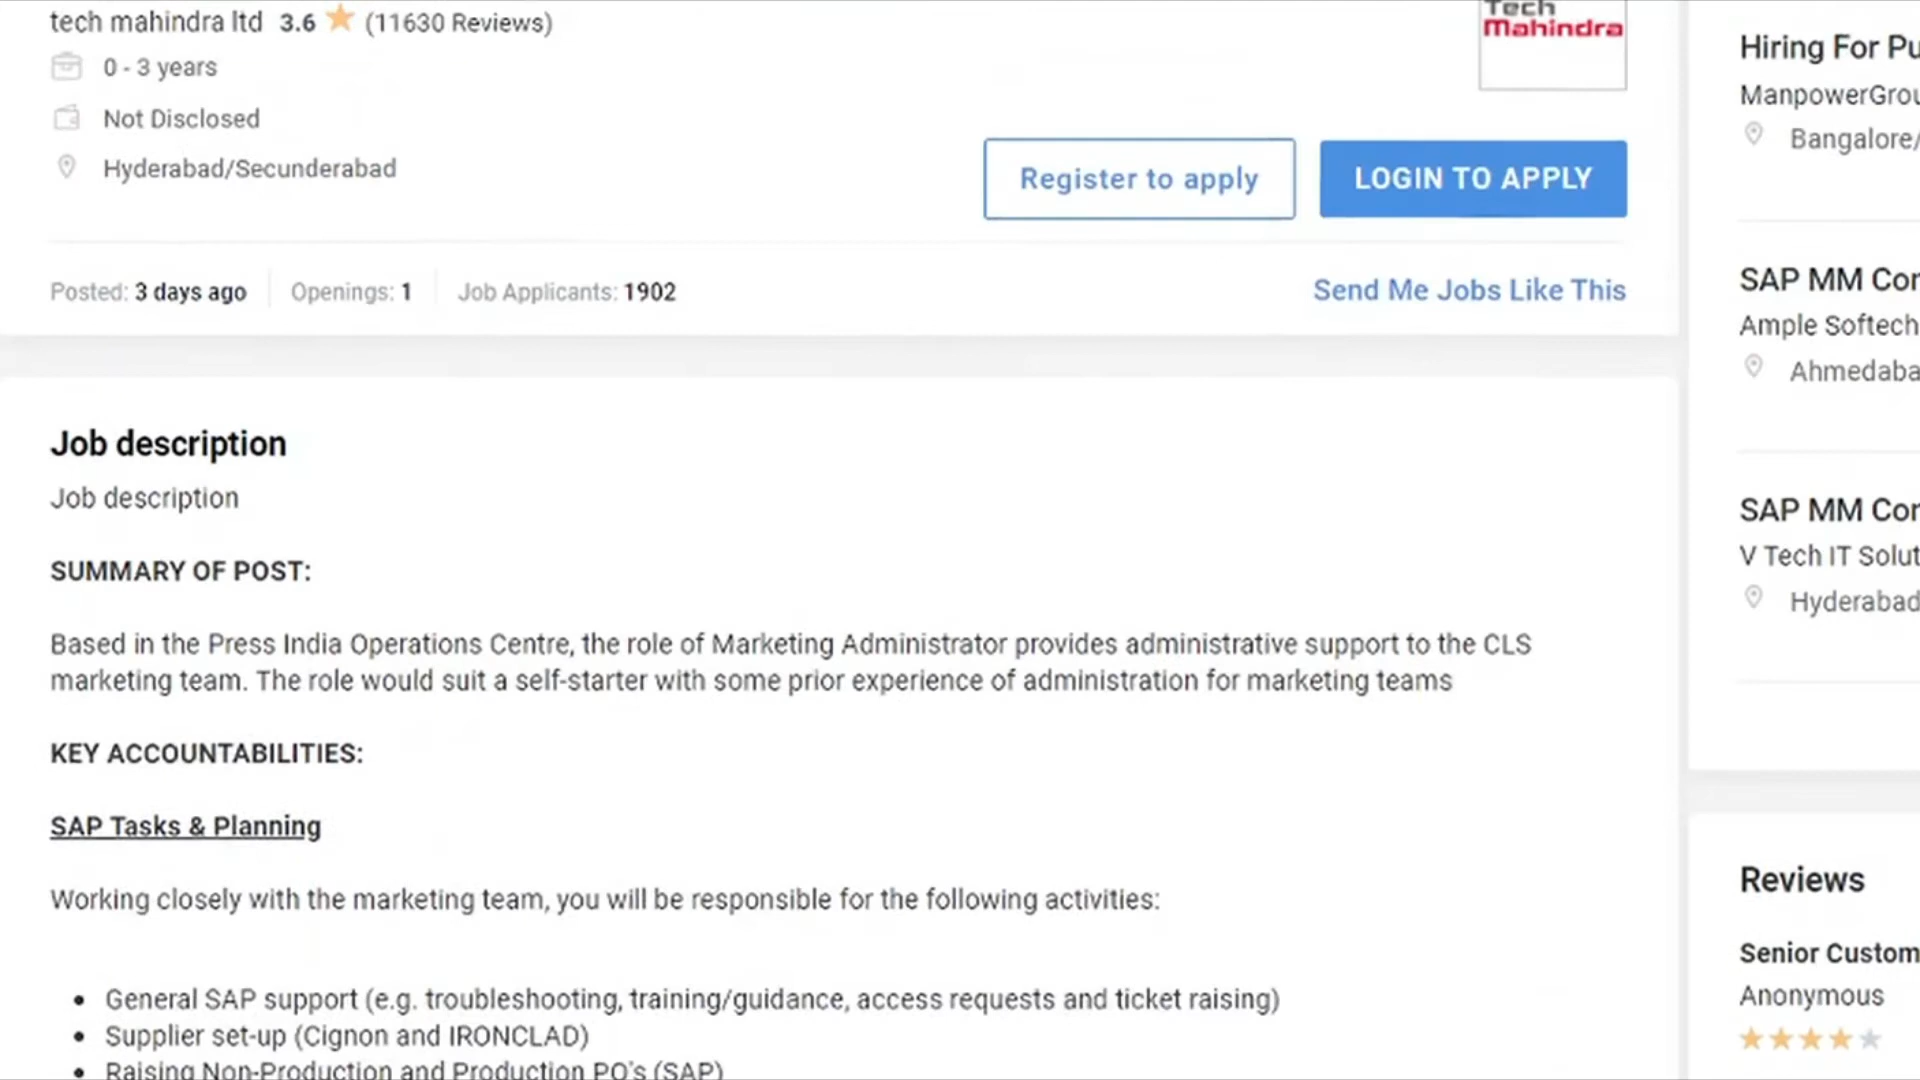 tech mahindra ltd 3.6 (11630 Reviews)
0 - 3 years
Not Disclosed
Hyderabad/Secunderabad
Tech
Mahindra
Register to apply
LOGIN TO APPLY
Posted: 3 days ago
Openings: 1
Job Applicants: 1902
Send Me Jobs Like This
Job description
Job description
SUMMARY OF POST:
Based in the Press India Operations Centre, the role of Marketing Administrator provides administrative support to the CLS
marketing team. The role would suit a self-starter with some prior experience of administration for marketing teams
KEY ACCOUNTABILITIES:
SAP Tasks & Planning
Working closely with the marketing team, you will be responsible for the following activities:
• General SAP support (e.g. troubleshooting, training/guidance, access requests and ticket raising)
• Supplier set-up (Cignon and IRONCLAD)
• Raising Non-Production and Production PO's (SAP)
Hiring For Pu
ManpowerGrou
Bangalore/
SAP MM Cor
Ample Softech
Ahmedaba
SAP MM Cor
V Tech IT Solut
Hyderabad
Reviews
Senior Custom
Anonymous